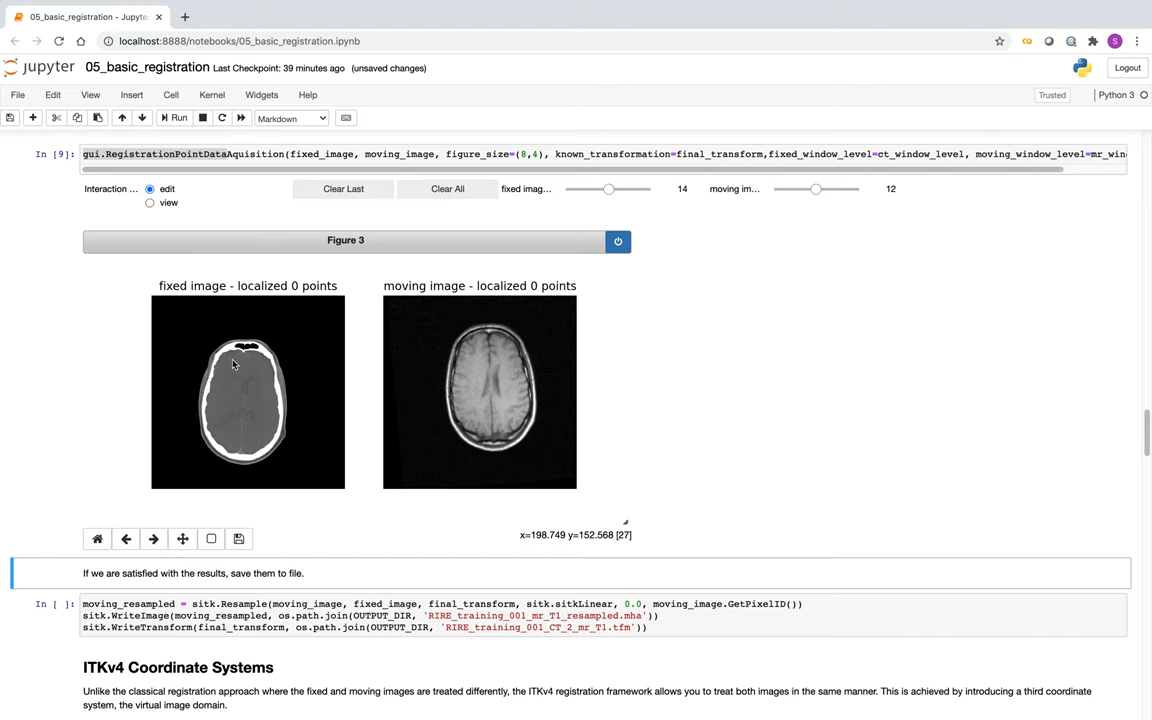 05_basic_registration - Jupyter
localhost:8888/notebooks/05_basic_registration.ipynb
S
jupyter 05_basic_registration Last Checkpoint: 39 minutes ago (unsaved changes)
Logout
File Edit View Insert Cell Kernel Widgets Help
Trusted Python 3
Run Markdown
In [9]: gui.RegistrationPointDataAquisition(fixed_image, moving_image, figure_size=(8,4), known_transformation=final_transform,fixed_window_level=ct_window_level, moving_window_level=mr_win
Interaction ... edit Clear Last Clear All fixed imag... 14 moving im... 12
view
Figure 3
fixed image - localized 0 points moving image - localized 0 points
x=198.749 y=152.568 [27]
If we are satisfied with the results, save them to file.
In [ ]: moving_resampled = sitk.Resample(moving_image, fixed_image, final_transform, sitk.sitkLinear, 0.0, moving_image.GetPixelID())
sitk.WriteImage(moving_resampled, os.path.join(OUTPUT_DIR, 'RIRE_training_001_mr_T1_resampled.mha'))
sitk.WriteTransform(final_transform, os.path.join(OUTPUT_DIR, 'RIRE_training_001_CT_2_mr_T1.tfm'))
ITKv4 Coordinate Systems
Unlike the classical registration approach where the fixed and moving images are treated differently, the ITKv4 registration framework allows you to treat both images in the same manner. This is achieved by introducing a third coordinate
system, the virtual image domain.